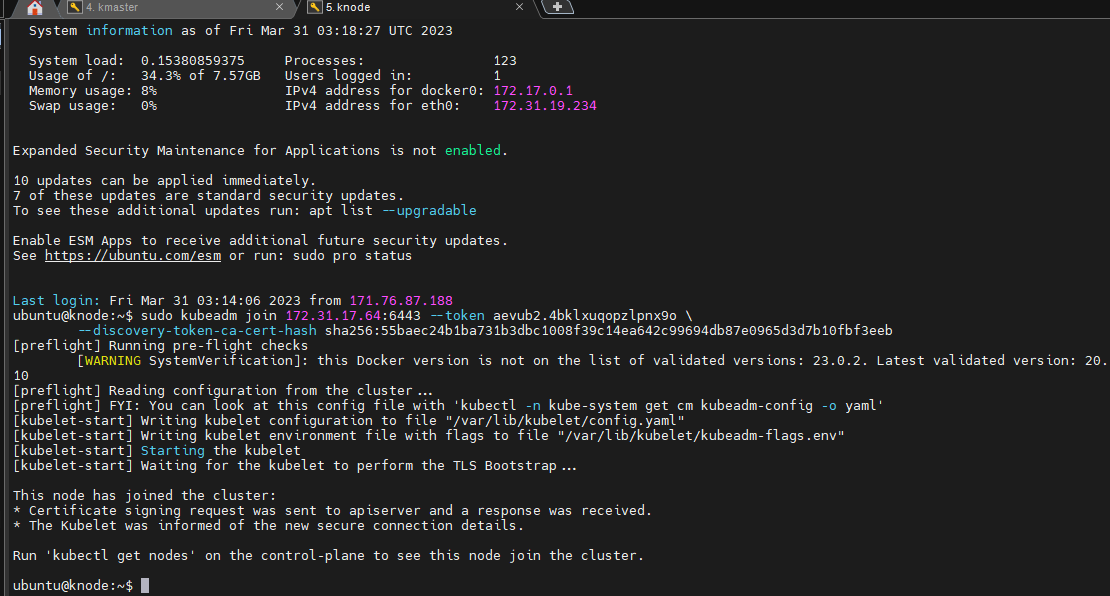 4. kmaster
5. knode
System information as of Fri Mar 31 03:18:27 UTC 2023
System load: 0.15380859375 Processes: 123
Usage of /: 34.3% of 7.57GB Users logged in: 1
Memory usage: 8% IPv4 address for docker0: 172.17.0.1
Swap usage: 0% IPv4 address for eth0: 172.31.19.234
Expanded Security Maintenance for Applications is not enabled.
10 updates can be applied immediately.
7 of these updates are standard security updates.
To see these additional updates run: apt list --upgradable
Enable ESM Apps to receive additional future security updates.
See https://ubuntu.com/esm or run: sudo pro status
Last login: Fri Mar 31 03:14:06 2023 from 171.76.87.188
ubuntu@knode:~$ sudo kubeadm join 172.31.17.64:6443 --token aevub2.4bklxuqopzlpnx9o \
--discovery-token-ca-cert-hash sha256:55baec24b1ba731b3dbc1008f39c14ea642c99694db87e0965d3d7b10fbf3eeb
[preflight] Running pre-flight checks
[WARNING SystemVerification]: this Docker version is not on the list of validated versions: 23.0.2. Latest validated version: 20.
10
[preflight] Reading configuration from the cluster...
[preflight] FYI: You can look at this config file with 'kubectl -n kube-system get cm kubeadm-config -o yaml'
[kubelet-start] Writing kubelet configuration to file "/var/lib/kubelet/config.yaml"
[kubelet-start] Writing kubelet environment file with flags to file "/var/lib/kubelet/kubeadm-flags.env"
[kubelet-start] Starting the kubelet
[kubelet-start] Waiting for the kubelet to perform the TLS Bootstrap...
This node has joined the cluster:
* Certificate signing request was sent to apiserver and a response was received.
* The Kubelet was informed of the new secure connection details.
Run 'kubectl get nodes' on the control-plane to see this node join the cluster.
ubuntu@knode:~$